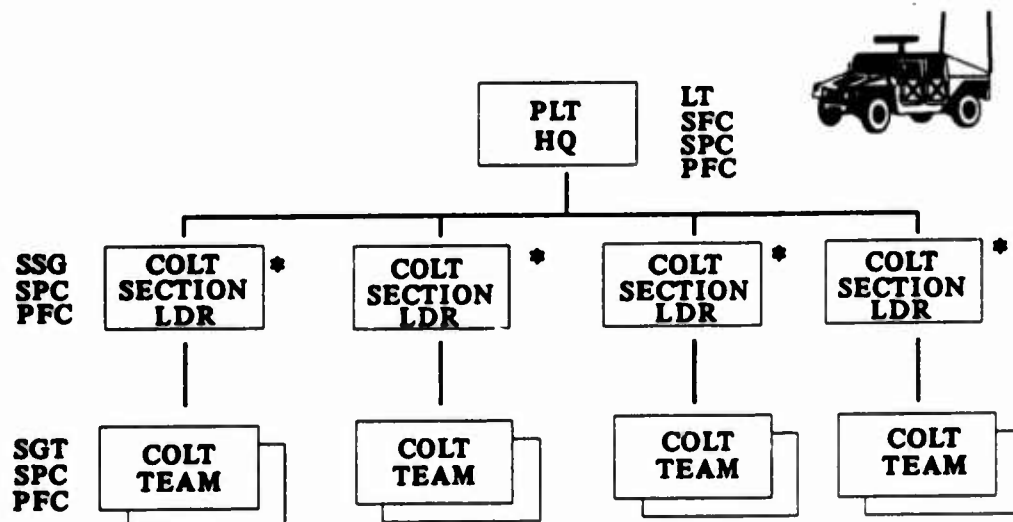 PLT
HQ
LT
SFC
SPC
PFC
SSG
SPC
PFC
COLT
SECTION
LDR
*
COLT
SECTION
LDR
*
COLT
SECTION
LDR
*
COLT
SECTION
LDR
*
SGT
SPC
PFC
COLT
TEAM
COLT
TEAM
COLT
TEAM
COLT
TEAM